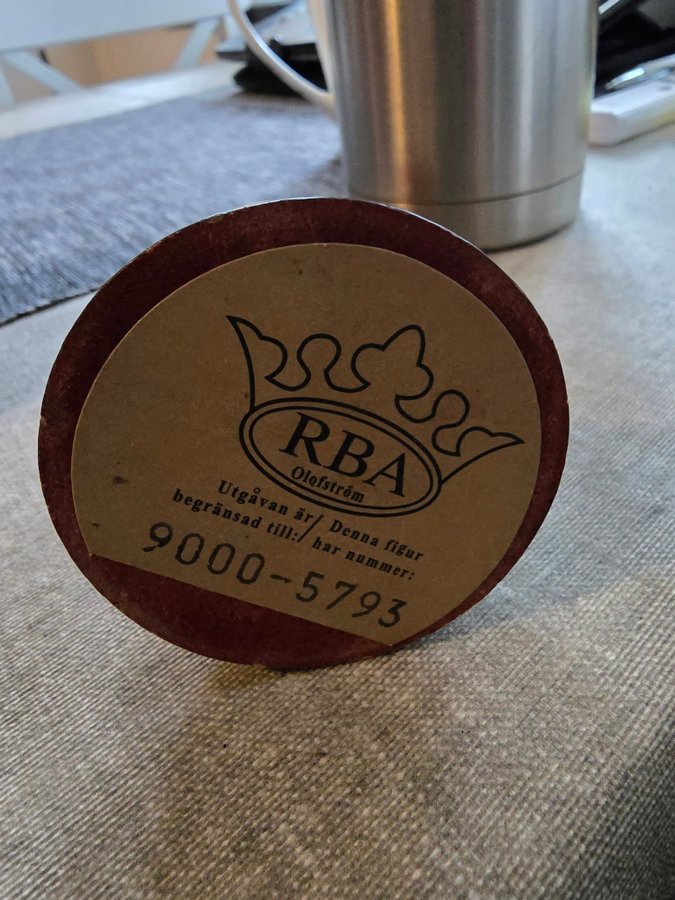 RBA
Olofström
Utgåvan är / Denna figur
begränsad till: / har nummer:
9000-5793